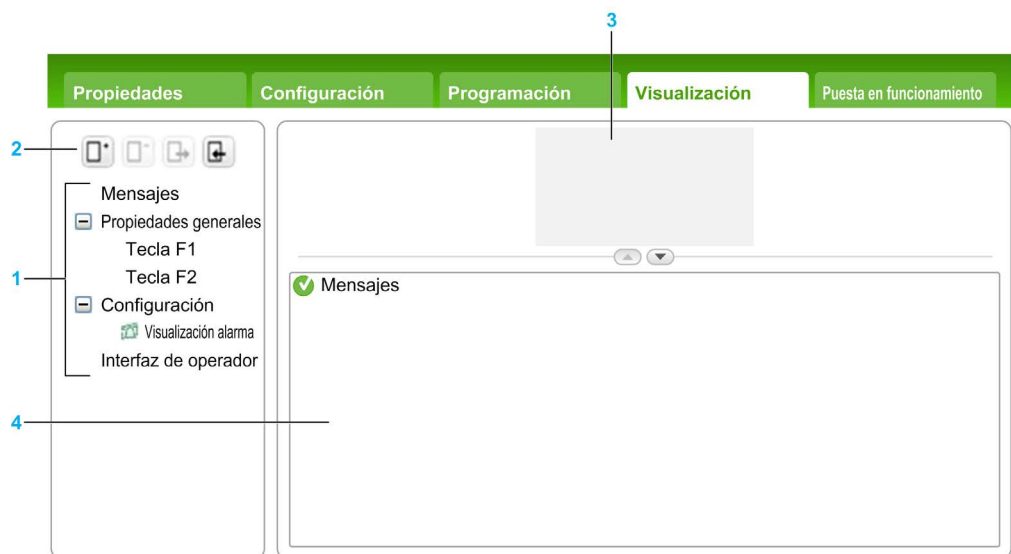 3
Propiedades Configuración Programación Visualización Puesta en funcionamiento
2
Mensajes
Propiedades generales
Tecla F1
Tecla F2
1
Configuración
Visualización alarma
Interfaz de operador
Mensajes
4